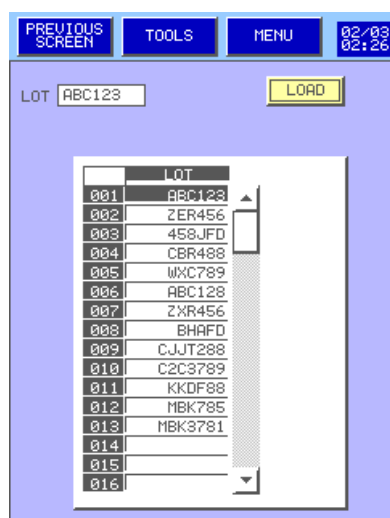 PREVIOUS SCREEN TOOLS MENU 02/03 02:26
LOT ABC123 LOAD
LOT
001 ABC123
002 ZER456
003 458JFD
004 CBR488
005 WXC789
006 ABC128
007 ZXR456
008 BHAFD
009 CJJT288
010 C2C3789
011 KKDF88
012 MBK785
013 MBK3781
014
015
016